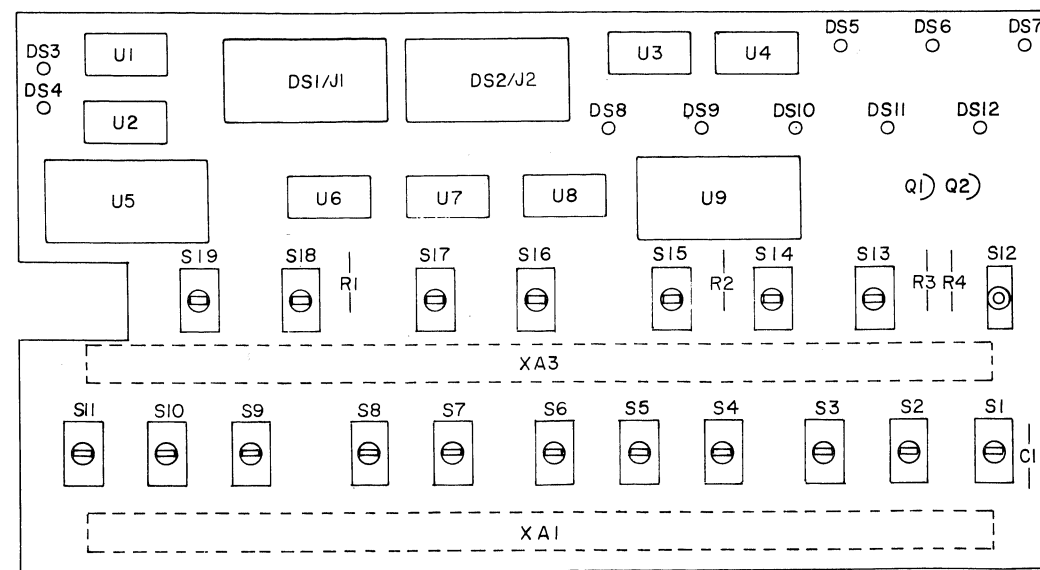 DS5 DS6 DS7
DS3 U1 DS1/J1 DS2/J2 U3 U4
DS4
U2 DS8 DS9 DS10 DS11 DS12
U5 U6 U7 U8 U9 Q1 Q2
S19 S18 S17 S16 S15 S14 S13 S12
R1 R2 R3 R4
XA3
S11 S10 S9 S8 S7 S6 S5 S4 S3 S2 S1
C1
XA1